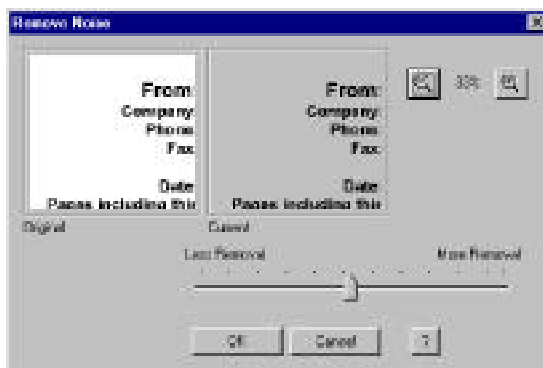 Remove Noise
From:
Company:
Phone:
Fax:
Date:
Pages including this
From:
Company:
Phone:
Fax:
Date:
Pages including this
33%
Original
Current
Less Removal
More Removal
OK
Cancel
?